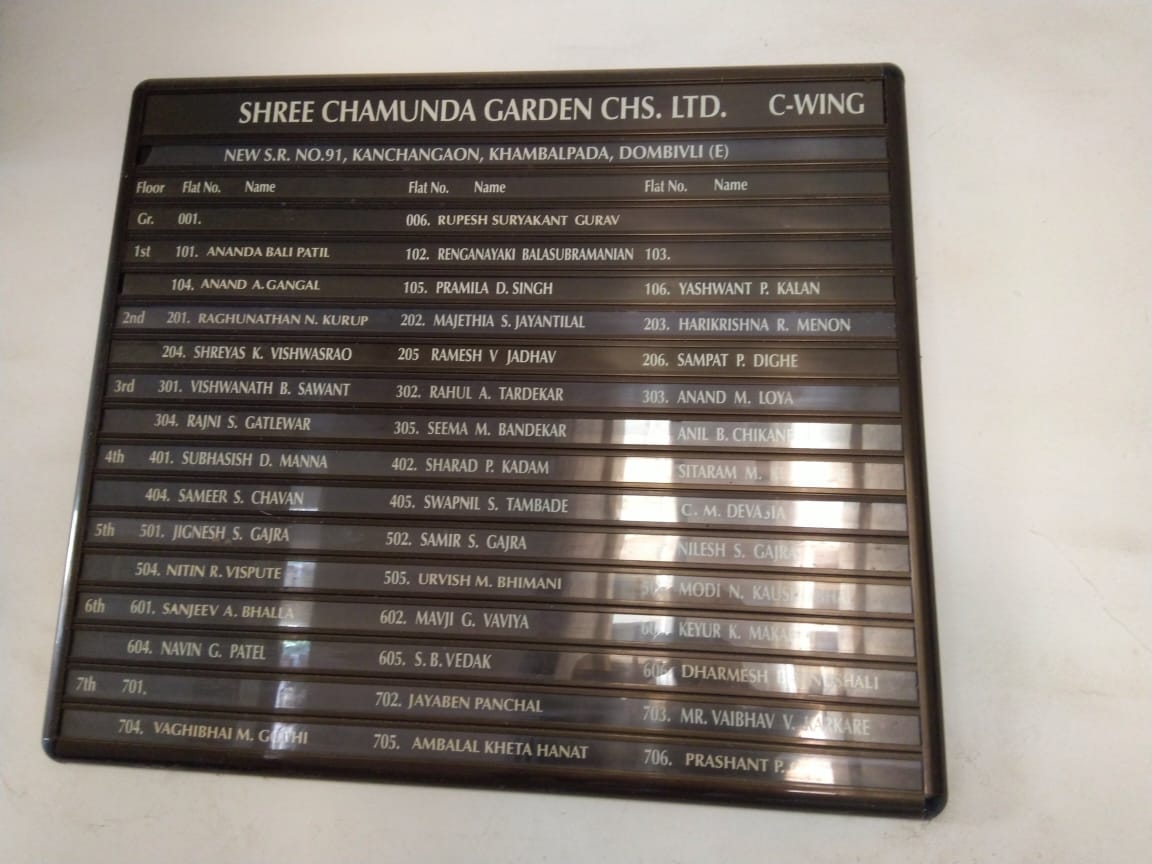 SHREE CHAMUNDA GARDEN CHS. LTD. C-WING
NEW S.R. NO.91, KANCHANGAON, KHAMBALPADA, DOMBIVLI (E)
Floor Flat No. Name Flat No. Name Flat No. Name
Gr. 001. 006. RUPESH SURYAKANT GURAV
1st 101. ANANDA BALI PATIL 102. RENGANAYAKI BALASUBRAMANIAN 103.
104. ANAND A. GANGAL 105. PRAMILA D. SINGH 106. YASHWANT P. KALAN
2nd 201. RAGHUNATHAN N. KURUP 202. MAJETHIA S. JAYANTILAL 203. HARIKRISHNA R. MENON
204. SHREYAS K. VISHWASRAO 205 RAMESH V JADHAV 206. SAMPAT P. DIGHE
3rd 301. VISHWANATH B. SAWANT 302. RAHUL A. TARDEKAR 303. ANAND M. LOYA
304. RAJNI S. GATLEWAR 305. SEEMA M. BANDEKAR ANIL B. CHIKANE
4th 401. SUBHASISH D. MANNA 402. SHARAD P. KADAM SITARAM M.
404. SAMEER S. CHAVAN 405. SWAPNIL S. TAMBADE C. M. DEVASIA
5th 501. JIGNESH S. GAJRA 502. SAMIR S. GAJRA NILESH S. GAJRA
504. NITIN R. VISPUTE 505. URVISH M. BHIMANI MODI N.
6th 601. SANJEEV A. BHALLA 602. MAVJI G. VAVIYA KEYUR K.
604. NAVIN G. PATEL 605. S. B. VEDAK 606. DHARMESH
7th 701. 702. JAYABEN PANCHAL 703. MR. VAIBHAV V.
704. VAGHIBHAI M. 705. AMBALAL KHETA HANAT 706. PRASHANT P.